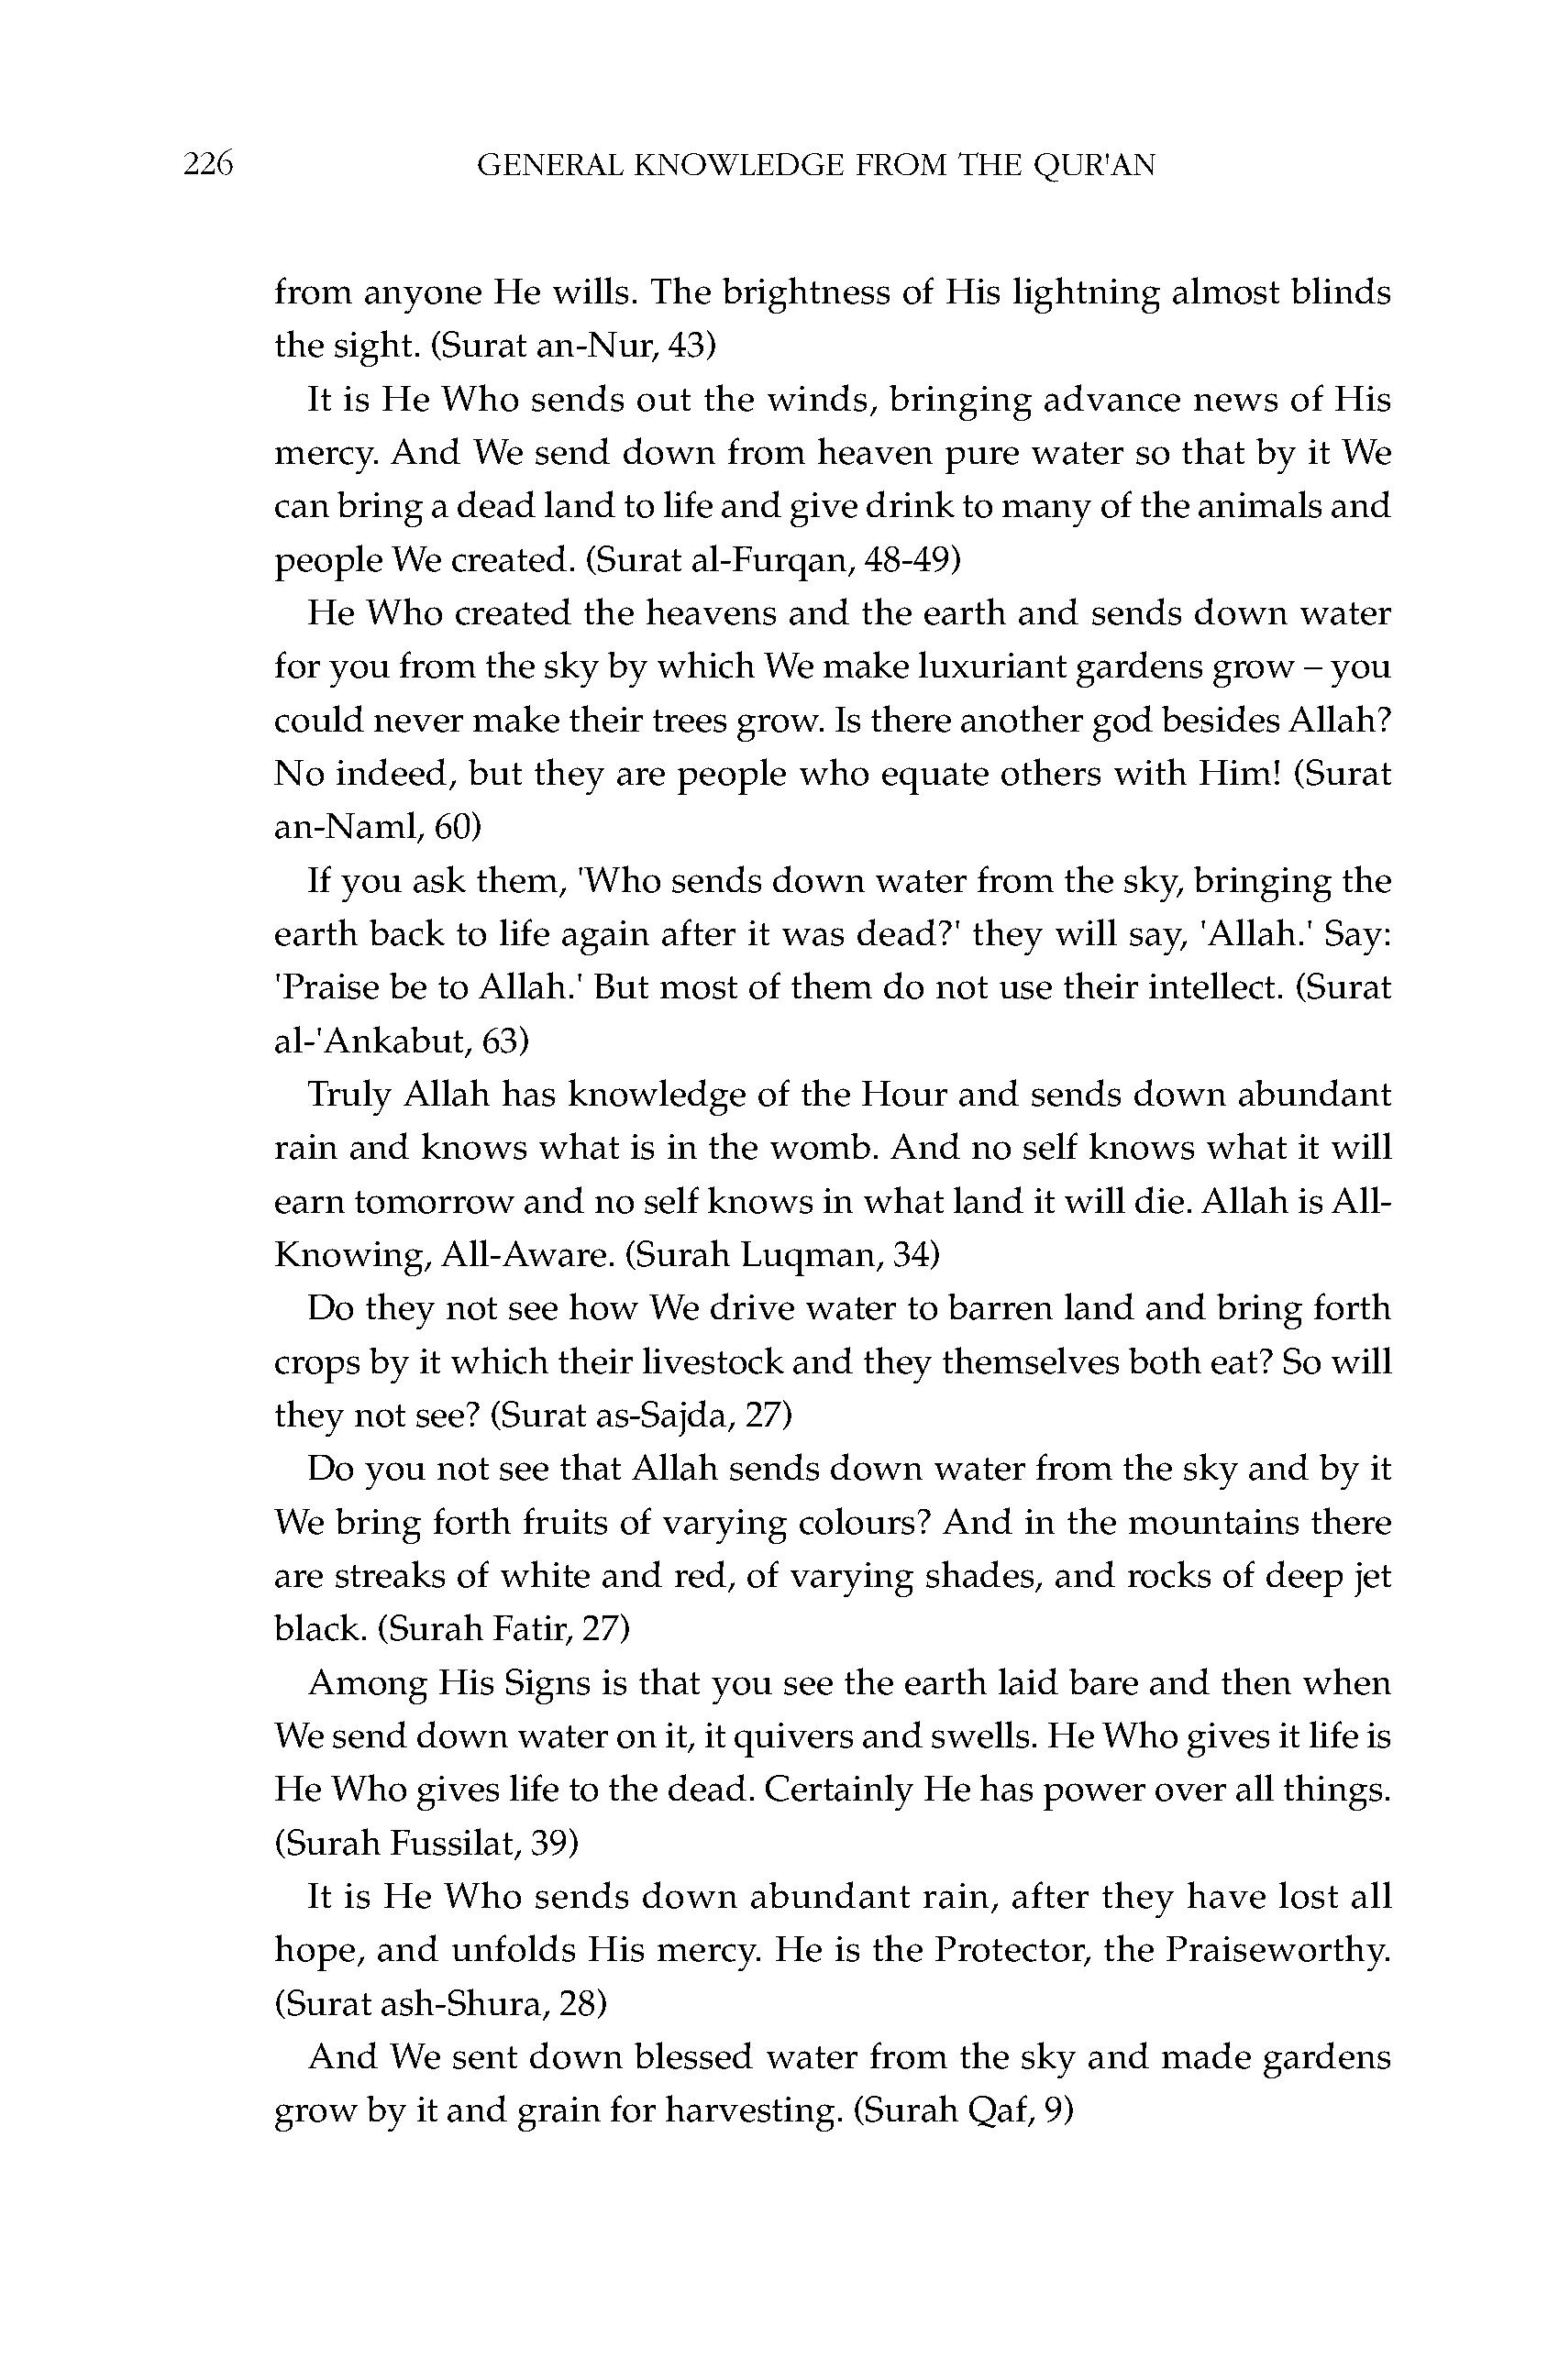 226 GENERAL KNOWLEDGE FROM THE QUR'AN
from anyone He wills. The brightness of His lightning almost blinds
the sight. (Surat an-Nur, 43)
It is He Who sends out the winds, bringing advance news of His
mercy. And We send down from heaven pure water so that by it We
can bring a dead land to life and give drink to many of the animals and
people We created. (Surat al-Furqan, 48-49)
He Who created the heavens and the earth and sends down water
for you from the sky by which We make luxuriant gardens grow – you
could never make their trees grow. Is there another god besides Allah?
No indeed, but they are people who equate others with Him! (Surat
an-Naml, 60)
If you ask them, 'Who sends down water from the sky, bringing the
earth back to life again after it was dead?' they will say, 'Allah.' Say:
'Praise be to Allah.' But most of them do not use their intellect. (Surat
al-'Ankabut, 63)
Truly Allah has knowledge of the Hour and sends down abundant
rain and knows what is in the womb. And no self knows what it will
earn tomorrow and no self knows in what land it will die. Allah is All-
Knowing, All-Aware. (Surah Luqman, 34)
Do they not see how We drive water to barren land and bring forth
crops by it which their livestock and they themselves both eat? So will
they not see? (Surat as-Sajda, 27)
Do you not see that Allah sends down water from the sky and by it
We bring forth fruits of varying colours? And in the mountains there
are streaks of white and red, of varying shades, and rocks of deep jet
black. (Surah Fatir, 27)
Among His Signs is that you see the earth laid bare and then when
We send down water on it, it quivers and swells. He Who gives it life is
He Who gives life to the dead. Certainly He has power over all things.
(Surah Fussilat, 39)
It is He Who sends down abundant rain, after they have lost all
hope, and unfolds His mercy. He is the Protector, the Praiseworthy.
(Surat ash-Shura, 28)
And We sent down blessed water from the sky and made gardens
grow by it and grain for harvesting. (Surah Qaf, 9)